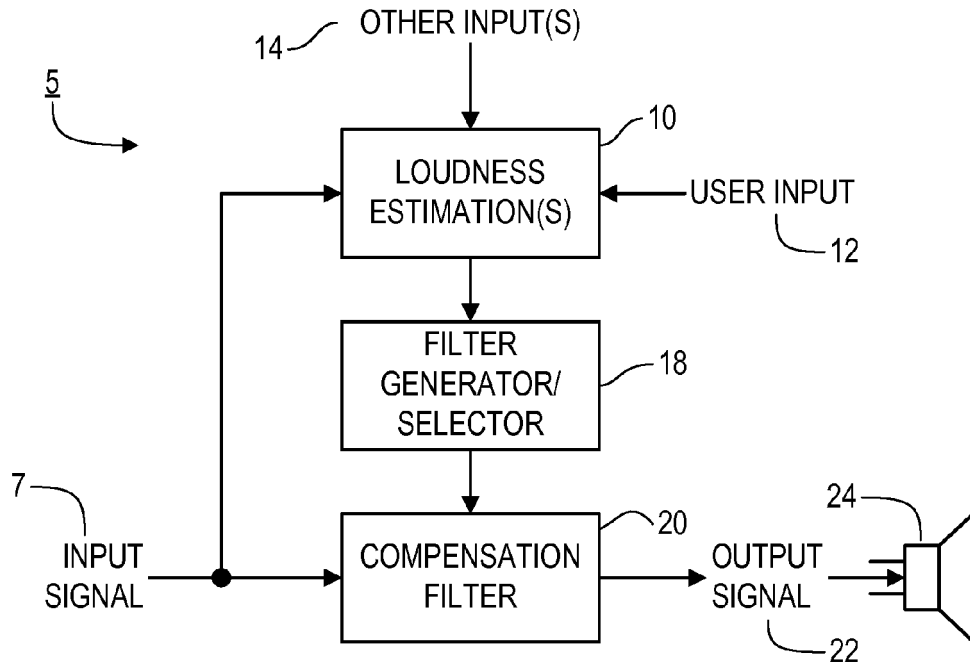 OTHER INPUT(S)
14
5
10
LOUDNESS
ESTIMATION(S)
USER INPUT
12
FILTER
GENERATOR/
SELECTOR
18
7
INPUT
SIGNAL
COMPENSATION
FILTER
20
OUTPUT
SIGNAL
22
24